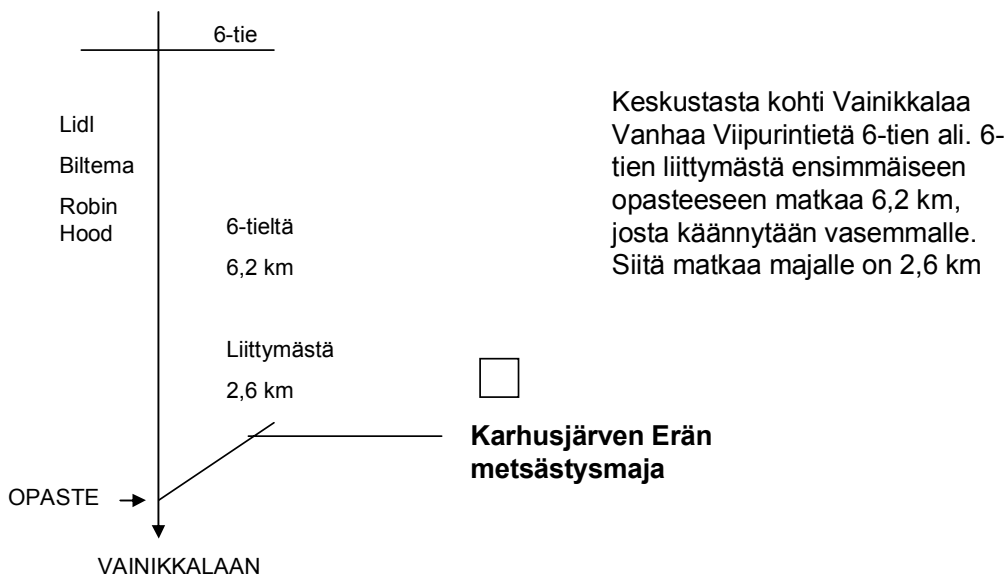 6-tie
Lidl
Biltema
Robin
Hood
6-tieltä
6,2 km
Liittymästä
2,6 km
OPASTE
VAINIKKALAAN
Keskustasta kohti Vainikkalaa
Vanhaa Viipurintietä 6-tien ali. 6-
tien liittymästä ensimmäiseen
opasteeseen matkaa 6,2 km,
josta käännytään vasemmalle.
Siitä matkaa majalle on 2,6 km
Karhusjärven Erän
metsästysmaja